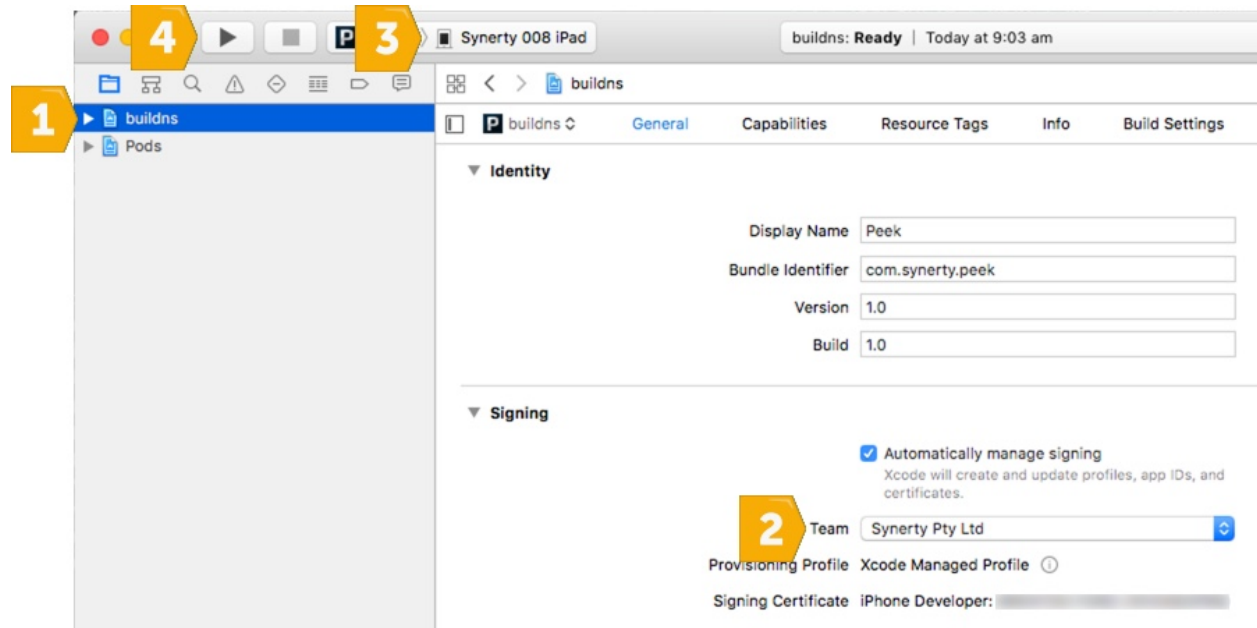 4
P
3
Synerty 008 iPad
buildns: Ready | Today at 9:03 am
buildns
1
buildns
P buildns
General
Capabilities
Resource Tags
Info
Build Settings
Pods
Identity
Display Name
Peek
Bundle Identifier
com.synerty.peek
Version
1.0
Build
1.0
Signing
Automatically manage signing
Xcode will create and update profiles, app IDs, and
certificates.
2
Team
Synerty Pty Ltd
Provisioning Profile
Xcode Managed Profile
Signing Certificate
iPhone Developer: